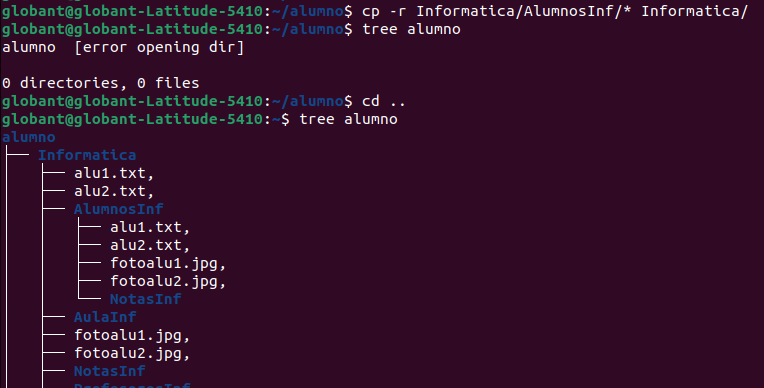 globant@globant-Latitude-5410:~/alumno$ cp -r Informatica/AlumnosInf/* Informatica/
globant@globant-Latitude-5410:~/alumno$ tree alumno
alumno  [error opening dir]
0 directories, 0 files
globant@globant-Latitude-5410:~/alumno$ cd ..
globant@globant-Latitude-5410:~$ tree alumno
alumno
├── Informatica
│   ├── alu1.txt,
│   ├── alu2.txt,
│   ├── AlumnosInf
│   │   ├── alu1.txt,
│   │   ├── alu2.txt,
│   │   ├── fotoalu1.jpg,
│   │   ├── fotoalu2.jpg,
│   │   └── NotasInf
│   ├── AulaInf
│   ├── fotoalu1.jpg,
│   ├── fotoalu2.jpg,
│   ├── NotasInf